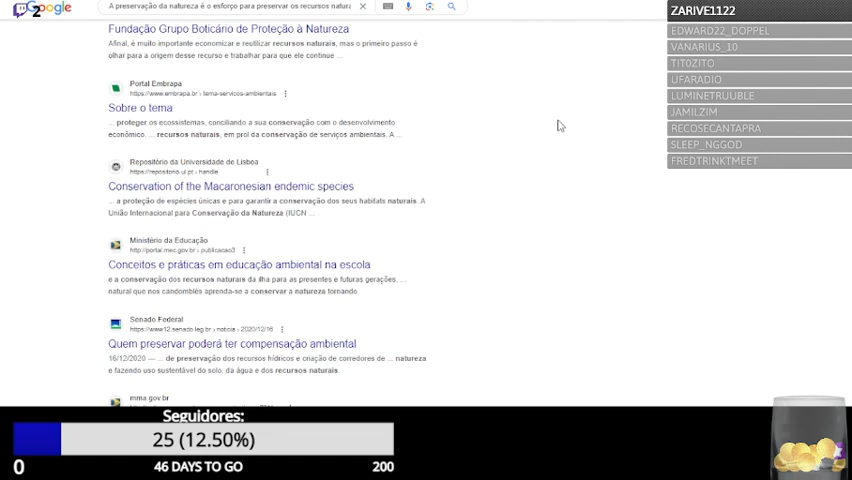 Google
2
A preservação da natureza é o esforço para preservar os recursos natura
Fundação Grupo Boticário de Proteção à Natureza
Afinal, é muito importante economizar e reutilizar recursos naturais, mas o primeiro passo é
olhar para a origem desse recurso e trabalhar para que ele continue ...
Portal Embrapa
https://www.embrapa.br › tema-servicos-ambientais
Sobre o tema
... proteger os ecossistemas, conciliando a sua conservação com o desenvolvimento
econômico. ... recursos naturais, em prol da conservação de serviços ambientais. A ...
Repositório da Universidade de Lisboa
https://repositorio.ul.pt › handle
Conservation of the Macaronesian endemic species
... a proteção de espécies únicas e para garantir a conservação dos seus habitats naturais. A
União Internacional para Conservação da Natureza (IUCN ...
Ministério da Educação
http://portal.mec.gov.br › publicacao3
Conceitos e práticas em educação ambiental na escola
e a conservação dos recursos naturais da ilha para as presentes e futuras gerações. ...
natural que nos candomblés aprenda-se a conservar a natureza tornando.
Senado Federal
https://www12.senado.leg.br › noticia › 2020/12/16
Quem preservar poderá ter compensação ambiental
16/12/2020 — ... de preservação dos recursos hídricos e criação de corredores de ... natureza
e fazendo uso sustentável do solo, da água e dos recursos naturais.
mma.gov.br
ZARIVE1122
EDWARD22_DOPPEL
VANARIUS_10
TIT0ZITO
UFARADIO
LUMINETRUUBLE
JAMILZIM
RECOSECANTAPRA
SLEEP_NGGOD
FREDTRINKTMEET
Seguidores:
25 (12.50%)
0
46 DAYS TO GO
200